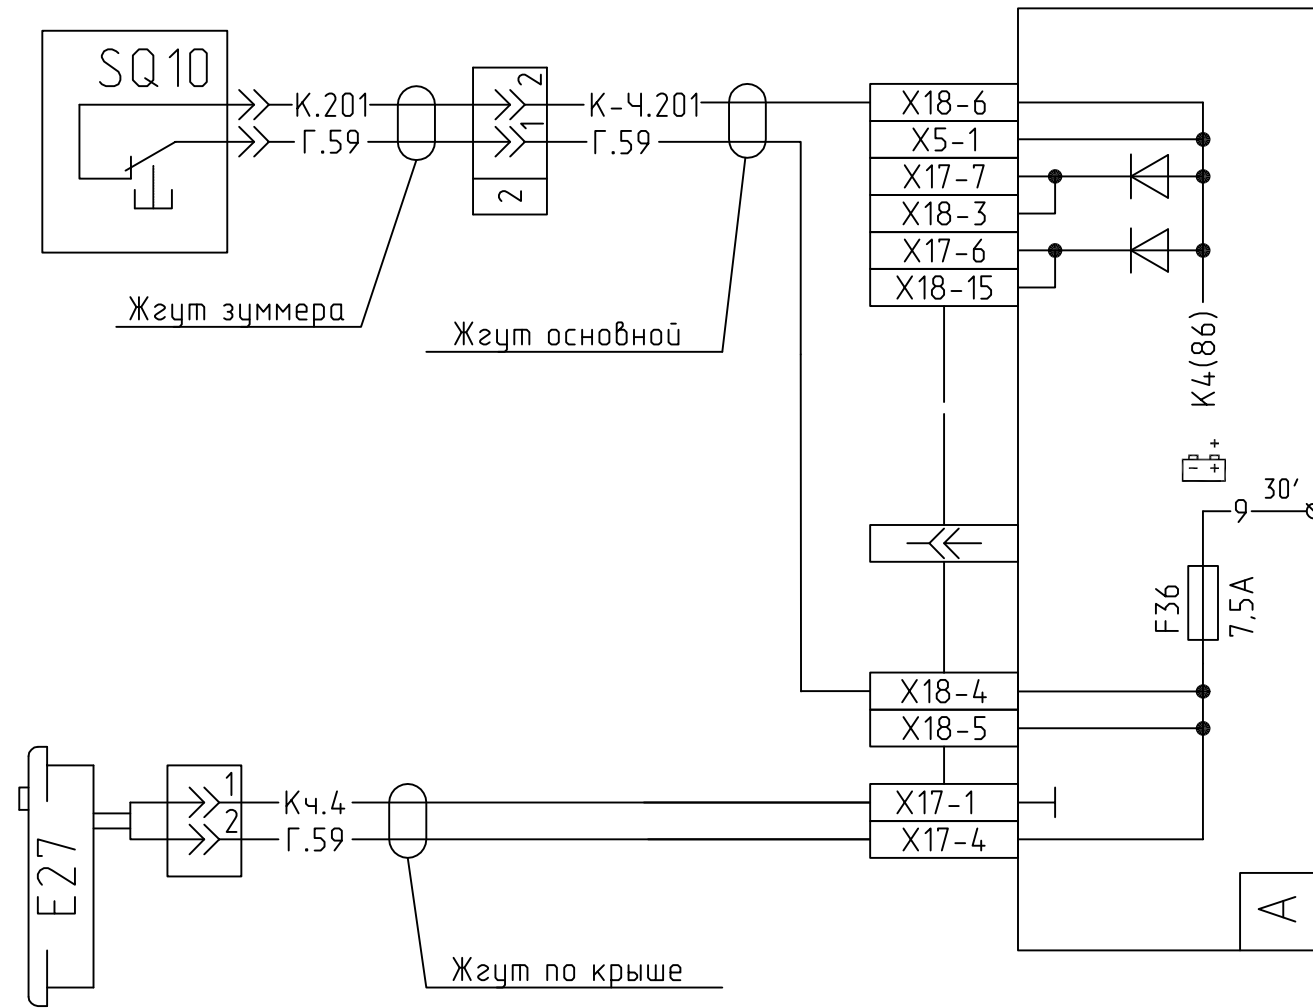 SQ10
К.201
2
К-Ч.201
Х18-6
Г.59
1
Г.59
Х5-1
Х17-7
2
Х18-3
Х17-6
Х18-15
Жгут зуммера
Жгут основной
К4(86)
- +
+
30'
9
F36
7,5А
Х18-4
Х18-5
1
Кч.4
Х17-1
2
Г.59
Х17-4
Е27
А
Жгут по крыше